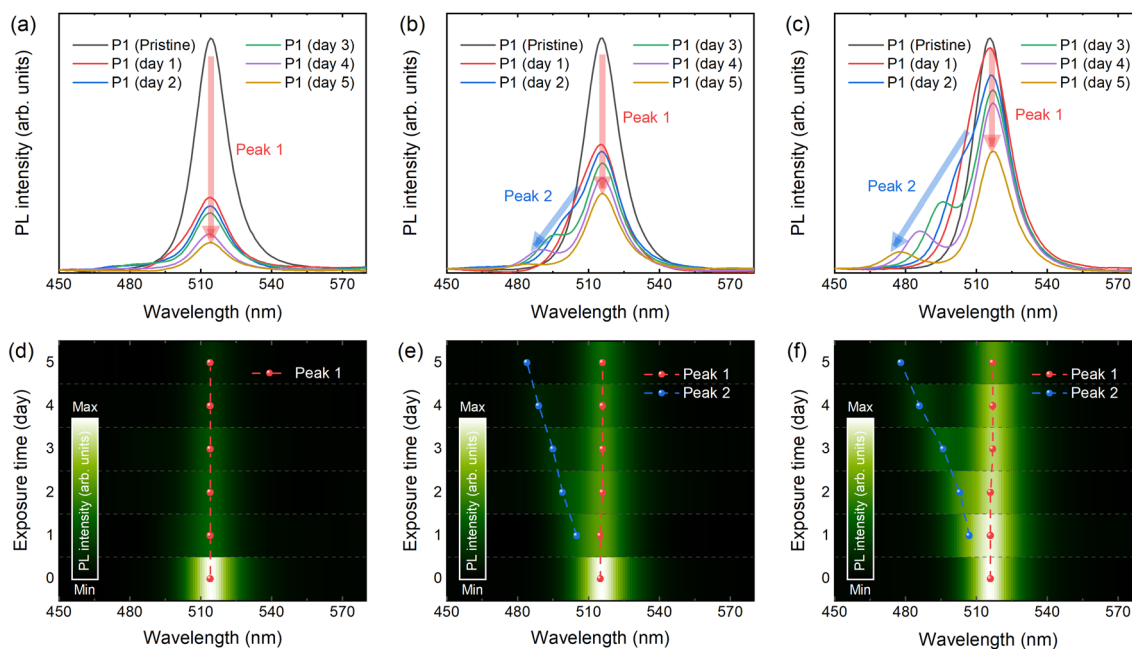 (a)
PL intensity (arb. units)
P1 (Pristine)
P1 (day 1)
P1 (day 2)
P1 (day 3)
P1 (day 4)
P1 (day 5)
Peak 1
450 480 510 540 570
Wavelength (nm)
(b)
PL intensity (arb. units)
P1 (Pristine)
P1 (day 1)
P1 (day 2)
P1 (day 3)
P1 (day 4)
P1 (day 5)
Peak 1
Peak 2
450 480 510 540 570
Wavelength (nm)
(c)
PL intensity (arb. units)
P1 (Pristine)
P1 (day 1)
P1 (day 2)
P1 (day 3)
P1 (day 4)
P1 (day 5)
Peak 1
Peak 2
450 480 510 540 570
Wavelength (nm)
(d)
Exposure time (day)
5
4
3
2
1
0
Peak 1
Max
PL intensity (arb. units)
Min
450 480 510 540 570
Wavelength (nm)
(e)
Exposure time (day)
5
4
3
2
1
0
Peak 1
Peak 2
Max
PL intensity (arb. units)
Min
450 480 510 540 570
Wavelength (nm)
(f)
Exposure time (day)
5
4
3
2
1
0
Peak 1
Peak 2
Max
PL intensity (arb. units)
Min
450 480 510 540 570
Wavelength (nm)